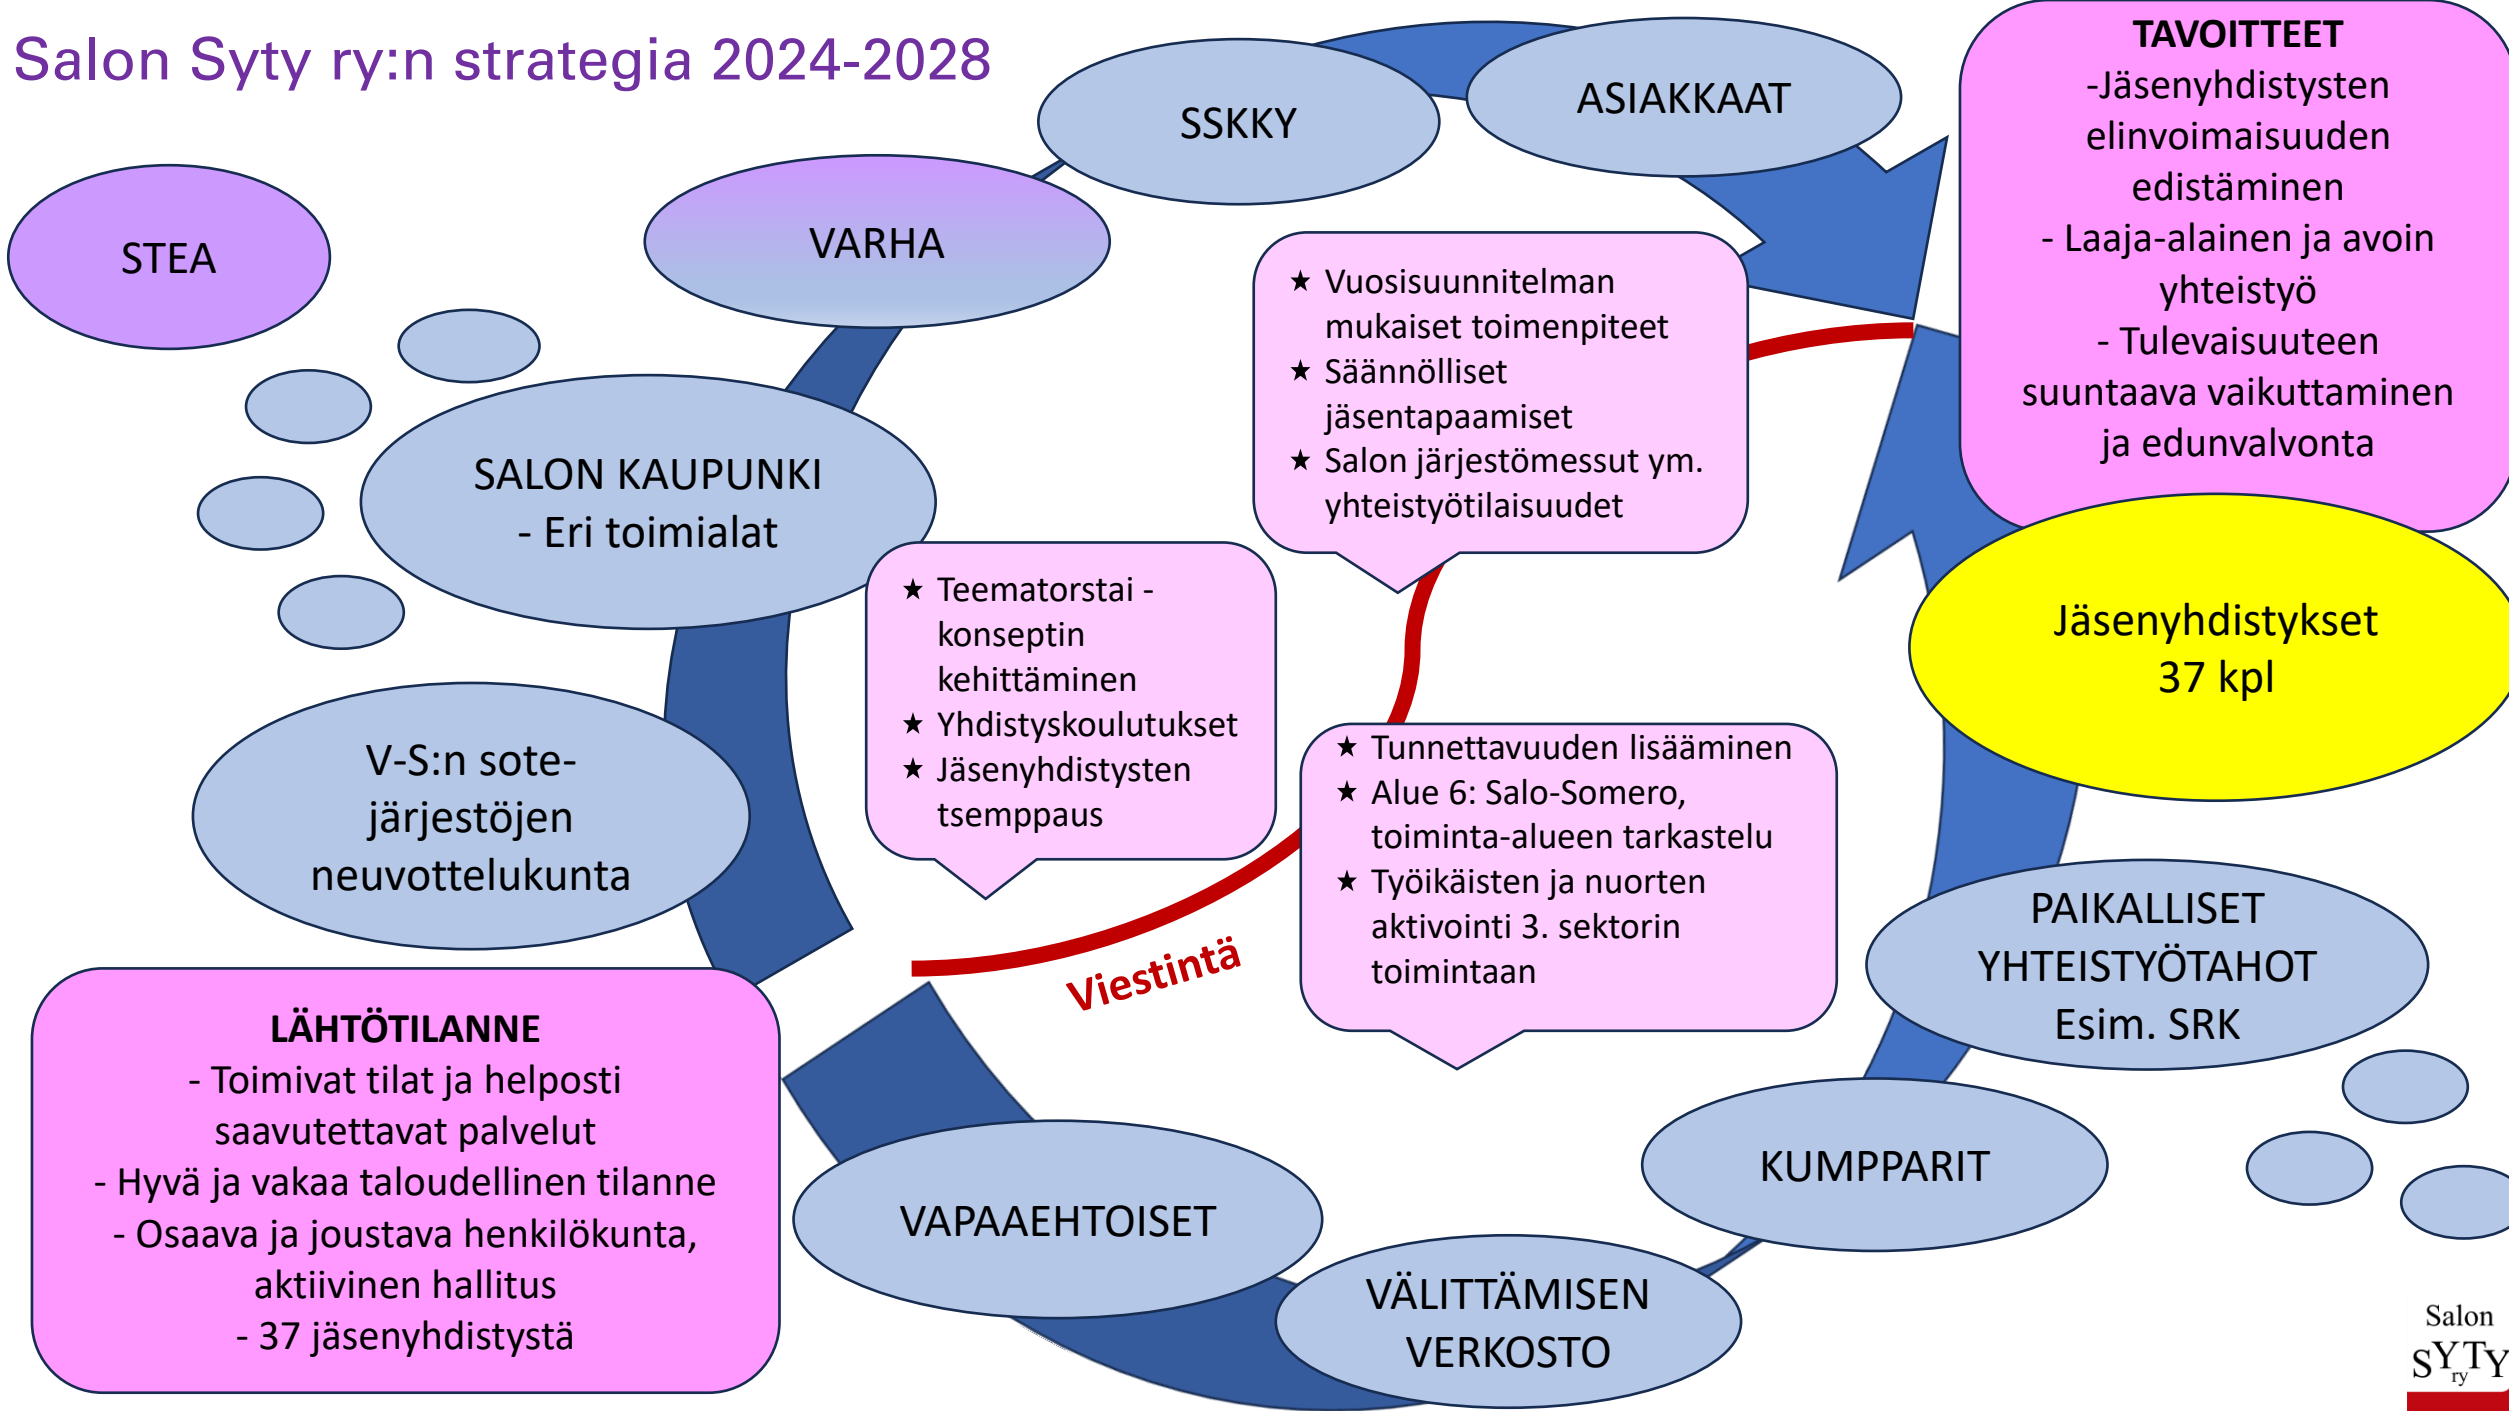 Salon Syty ry:n strategia 2024-2028
STEA
VARHA
SSKKY
ASIAKKAAT
TAVOITTEET
-Jäsenyhdistysten
elinvoimaisuuden
edistäminen
- Laaja-alainen ja avoin
yhteistyö
- Tulevaisuuteen
suuntaava vaikuttaminen
ja edunvalvonta
★ Vuosisuunnitelman
mukaiset toimenpiteet
★ Säännölliset
jäsentapaamiset
★ Salon järjestömessut ym.
yhteistyötilaisuudet
SALON KAUPUNKI
- Eri toimialat
★ Teematorstai -
konseptin
kehittäminen
★ Yhdistyskoulutukset
★ Jäsenyhdistysten
tsemppaus
Jäsenyhdistykset
37 kpl
V-S:n sote-
järjestöjen
neuvottelukunta
★ Tunnettavuuden lisääminen
★ Alue 6: Salo-Somero,
toiminta-alueen tarkastelu
★ Työikäisten ja nuorten
aktivointi 3. sektorin
toimintaan
Viestintä
PAIKALLISET
YHTEISTYÖTAHOT
Esim. SRK
LÄHTÖTILANNE
- Toimivat tilat ja helposti
saavutettavat palvelut
- Hyvä ja vakaa taloudellinen tilanne
- Osaava ja joustava henkilökunta,
aktiivinen hallitus
- 37 jäsenyhdistystä
KUMPPARIT
VAPAAEHTOISET
VÄLITTÄMISEN
VERKOSTO
Salon
SYTY
ry